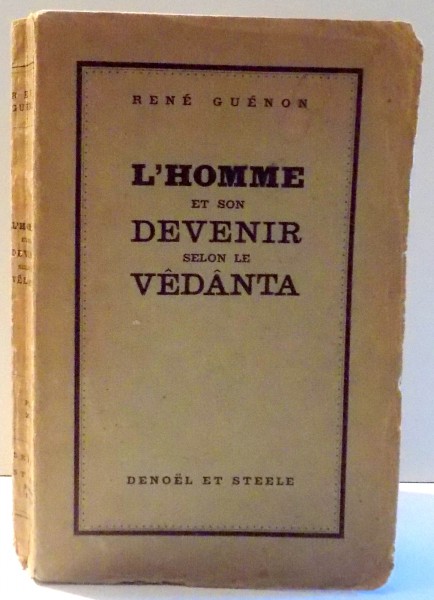 RENÉ GUÉNON
L'HOMME
ET SON
DEVENIR
SELON LE
VÊDÂNTA
DENOËL ET STEELE